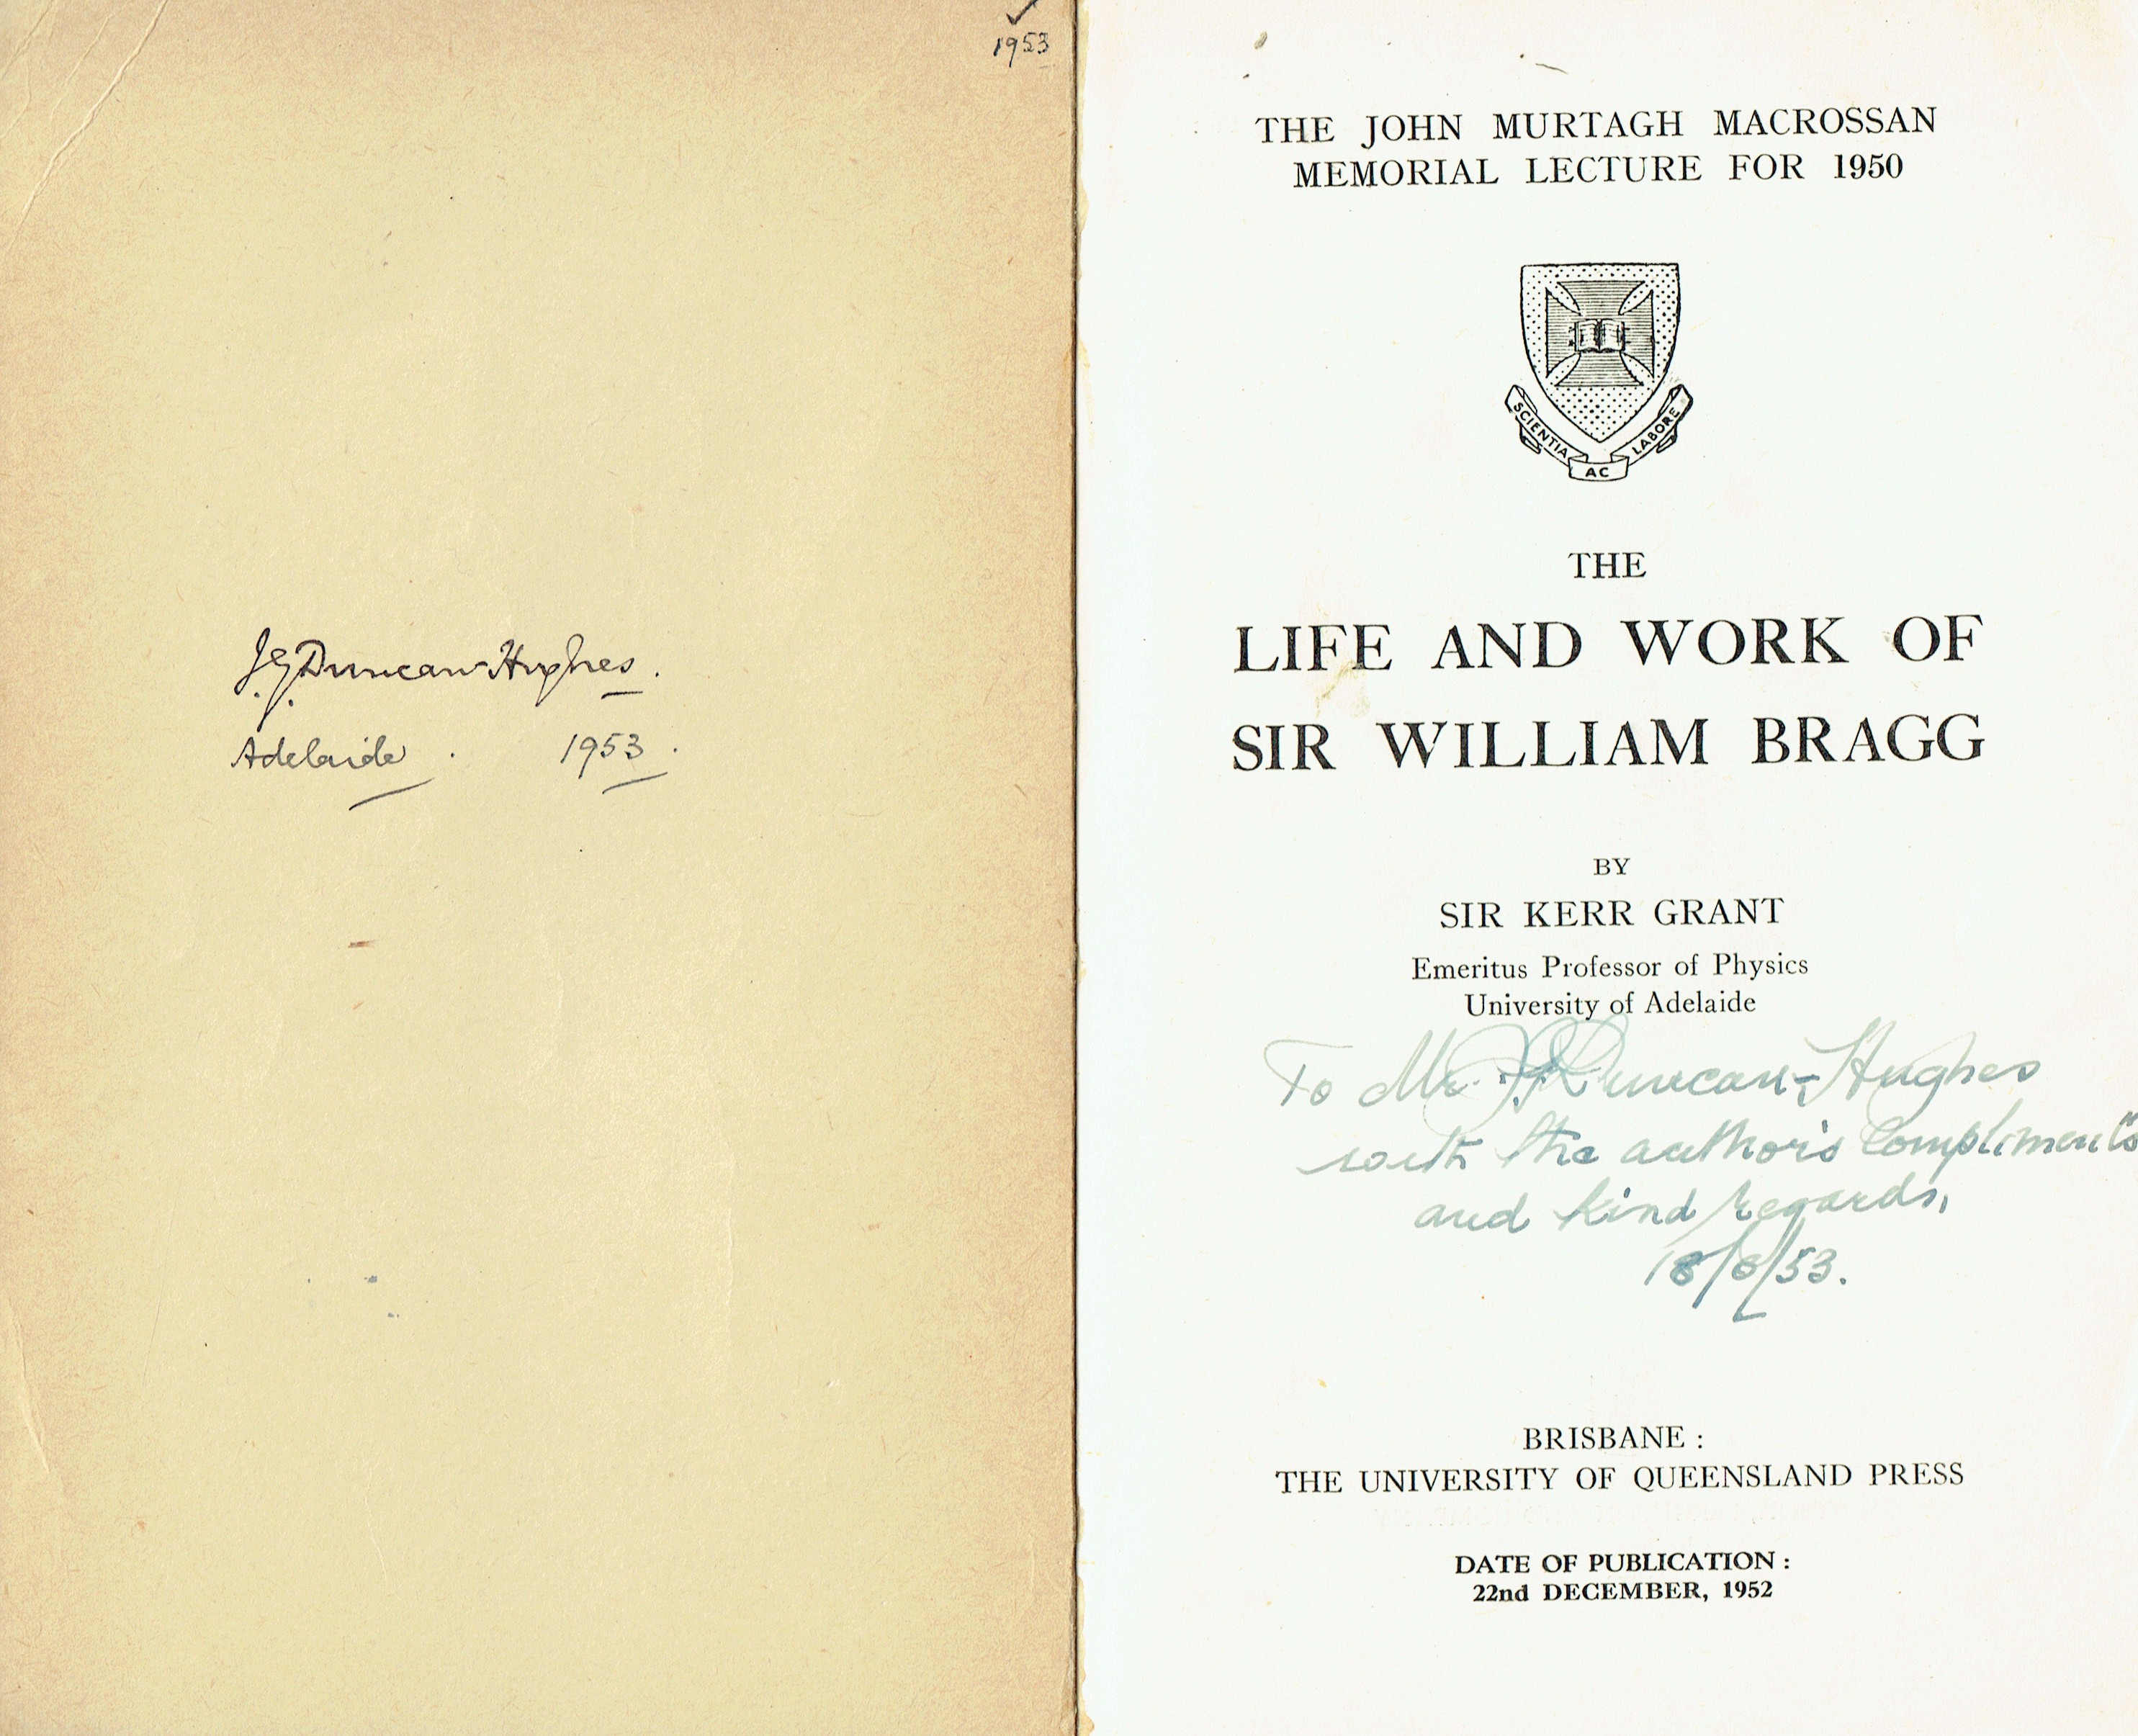 1953
J.G. Duncan-Hughes.
Adelaide. 1953.
THE JOHN MURTAGH MACROSSAN
MEMORIAL LECTURE FOR 1950
SCIENTIA AC LABORE
THE
LIFE AND WORK OF
SIR WILLIAM BRAGG
BY
SIR KERR GRANT
Emeritus Professor of Physics
University of Adelaide
To Mr. Duncan-Hughes
with the author's Compliments
and kind regards,
18/8/53.
BRISBANE :
THE UNIVERSITY OF QUEENSLAND PRESS
DATE OF PUBLICATION :
22nd DECEMBER, 1952